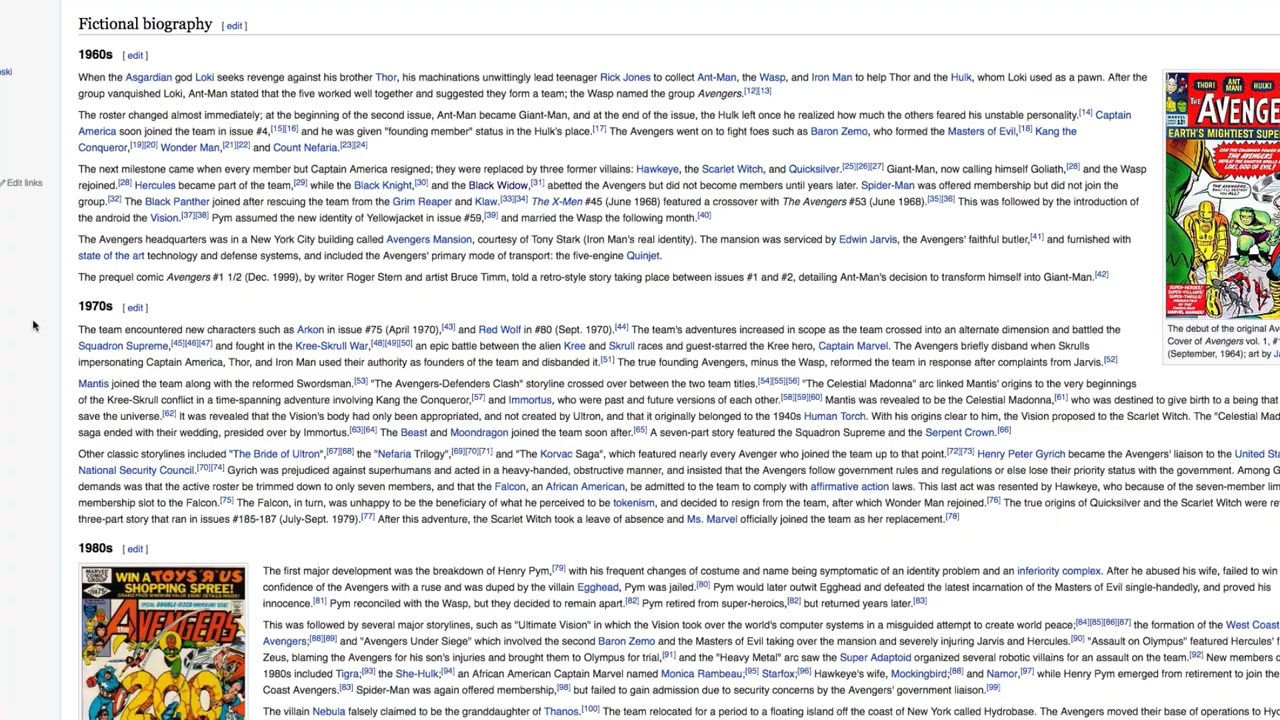 Fictional biography [ edit ]
1960s [ edit ]
ski
When the Asgardian god Loki seeks revenge against his brother Thor, his machinations unwittingly lead teenager Rick Jones to collect Ant-Man, the Wasp, and Iron Man to help Thor and the Hulk, whom Loki used as a pawn. After the
group vanquished Loki, Ant-Man stated that the five worked well together and suggested they form a team; the Wasp named the group Avengers.[12][13]
The roster changed almost immediately; at the beginning of the second issue, Ant-Man became Giant-Man, and at the end of the issue, the Hulk left once he realized how much the others feared his unstable personality.[14] Captain
America soon joined the team in issue #4,[15][16] and he was given "founding member" status in the Hulk's place.[17] The Avengers went on to fight foes such as Baron Zemo, who formed the Masters of Evil,[18] Kang the
Conqueror,[19][20] Wonder Man,[21][22] and Count Nefaria.[23][24]
The next milestone came when every member but Captain America resigned; they were replaced by three former villains: Hawkeye, the Scarlet Witch, and Quicksilver.[25][26][27] Giant-Man, now calling himself Goliath,[28] and the Wasp
Edit links
rejoined.[28] Hercules became part of the team,[29] while the Black Knight,[30] and the Black Widow,[31] abetted the Avengers but did not become members until years later. Spider-Man was offered membership but did not join the
group.[32] The Black Panther joined after rescuing the team from the Grim Reaper and Klaw.[33][34] The X-Men #45 (June 1968) featured a crossover with The Avengers #53 (June 1968).[35][36] This was followed by the introduction of
the android the Vision.[37][38] Pym assumed the new identity of Yellowjacket in issue #59,[39] and married the Wasp the following month.[40]
The Avengers headquarters was in a New York City building called Avengers Mansion, courtesy of Tony Stark (Iron Man's real identity). The mansion was serviced by Edwin Jarvis, the Avengers' faithful butler,[41] and furnished with
state of the art technology and defense systems, and included the Avengers' primary mode of transport: the five-engine Quinjet.
The prequel comic Avengers #1 1/2 (Dec. 1999), by writer Roger Stern and artist Bruce Timm, told a retro-style story taking place between issues #1 and #2, detailing Ant-Man's decision to transform himself into Giant-Man.[42]
THOR! ANT MAN! HULK!
THE AVENGE
EARTH'S MIGHTIEST SUPE
The debut of the original Av
Cover of Avengers vol. 1, #1
(September, 1964); art by Ja
1970s [ edit ]
The team encountered new characters such as Arkon in issue #75 (April 1970),[43] and Red Wolf in #80 (Sept. 1970).[44] The team's adventures increased in scope as the team crossed into an alternate dimension and battled the
Squadron Supreme,[45][46][47] and fought in the Kree-Skrull War,[48][49][50] an epic battle between the alien Kree and Skrull races and guest-starred the Kree hero, Captain Marvel. The Avengers briefly disband when Skrulls
impersonating Captain America, Thor, and Iron Man used their authority as founders of the team and disbanded it.[51] The true founding Avengers, minus the Wasp, reformed the team in response after complaints from Jarvis.[52]
Mantis joined the team along with the reformed Swordsman.[53] "The Avengers-Defenders Clash" storyline crossed over between the two team titles.[54][55][56] "The Celestial Madonna" arc linked Mantis' origins to the very beginnings
of the Kree-Skrull conflict in a time-spanning adventure involving Kang the Conqueror,[57] and Immortus, who were past and future versions of each other.[58][59][60] Mantis was revealed to be the Celestial Madonna,[61] who was destined to give birth to a being that
save the universe.[62] It was revealed that the Vision's body had only been appropriated, and not created by Ultron, and that it originally belonged to the 1940s Human Torch. With his origins clear to him, the Vision proposed to the Scarlet Witch. The "Celestial Mad
saga ended with their wedding, presided over by Immortus.[63][64] The Beast and Moondragon joined the team soon after.[65] A seven-part story featured the Squadron Supreme and the Serpent Crown.[66]
Other classic storylines included "The Bride of Ultron",[67][68] the "Nefaria Trilogy",[69][70][71] and "The Korvac Saga", which featured nearly every Avenger who joined the team up to that point.[72][73] Henry Peter Gyrich became the Avengers' liaison to the United Sta
National Security Council.[70][74] Gyrich was prejudiced against superhumans and acted in a heavy-handed, obstructive manner, and insisted that the Avengers follow government rules and regulations or else lose their priority status with the government. Among G
demands was that the active roster be trimmed down to only seven members, and that the Falcon, an African American, be admitted to the team to comply with affirmative action laws. This last act was resented by Hawkeye, who because of the seven-member lim
membership slot to the Falcon.[75] The Falcon, in turn, was unhappy to be the beneficiary of what he perceived to be tokenism, and decided to resign from the team, after which Wonder Man rejoined.[76] The true origins of Quicksilver and the Scarlet Witch were re
three-part story that ran in issues #185-187 (July-Sept. 1979).[77] After this adventure, the Scarlet Witch took a leave of absence and Ms. Marvel officially joined the team as her replacement.[78]
1980s [ edit ]
WIN A TOYS R US
SHOPPING SPREE!
AVENGERS
200
The first major development was the breakdown of Henry Pym,[79] with his frequent changes of costume and name being symptomatic of an identity problem and an inferiority complex. After he abused his wife, failed to win
confidence of the Avengers with a ruse and was duped by the villain Egghead, Pym was jailed.[80] Pym would later outwit Egghead and defeat the latest incarnation of the Masters of Evil single-handedly, and proved his
innocence.[81] Pym reconciled with the Wasp, but they decided to remain apart.[82] Pym retired from super-heroics,[82] but returned years later.[83]
This was followed by several major storylines, such as "Ultimate Vision" in which the Vision took over the world's computer systems in a misguided attempt to create world peace;[84][85][86][87] the formation of the West Coast
Avengers;[88][89] and "Avengers Under Siege" which involved the second Baron Zemo and the Masters of Evil taking over the mansion and severely injuring Jarvis and Hercules.[90] "Assault on Olympus" featured Hercules' f
Zeus, blaming the Avengers for his son's injuries and brought them to Olympus for trial,[91] and the "Heavy Metal" arc saw the Super Adaptoid organized several robotic villains for an assault on the team.[92] New members d
1980s included Tigra;[93] the She-Hulk;[94] an African American Captain Marvel named Monica Rambeau;[95] Starfox;[96] Hawkeye's wife, Mockingbird;[88] and Namor,[97] while Henry Pym emerged from retirement to join the
Coast Avengers.[83] Spider-Man was again offered membership,[98] but failed to gain admission due to security concerns by the Avengers' government liaison.[99]
The villain Nebula falsely claimed to be the granddaughter of Thanos.[100] The team relocated for a period to a floating island off the coast of New York called Hydrobase. The Avengers moved their base of operations to Hyd